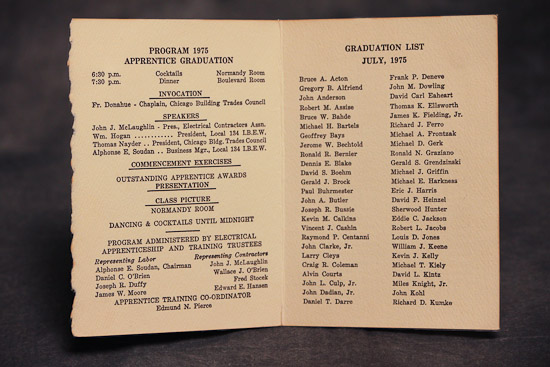 PROGRAM 1975
APPRENTICE GRADUATION
6:30 p.m. Cocktails Normandy Room
7:30 p.m. Dinner Boulevard Room
INVOCATION
Fr. Donahue - Chaplain, Chicago Building Trades Council
SPEAKERS
John J. McLaughlin - Pres., Electrical Contractors Assn.
Wm. Hogan . . . . . . . . . . . . President, Local 134 I.B.E.W.
Thomas Nayder . . President, Chicago Bldg. Trades Council
Alphonse E. Soudan . . Business Mgr., Local 134 I.B.E.W.
COMMENCEMENT EXERCISES
OUTSTANDING APPRENTICE AWARDS
PRESENTATION
CLASS PICTURE
NORMANDY ROOM
DANCING & COCKTAILS UNTIL MIDNIGHT
PROGRAM ADMINISTERED BY ELECTRICAL
APPRENTICESHIP AND TRAINING TRUSTEES
Representing Labor
Alphonse E. Soudan, Chairman
Daniel C. O'Brien
Joseph R. Duffy
James W. Moore
Representing Contractors
John J. McLaughlin
Wallace J. O'Brien
Fred Stocek
Edward E. Hansen
APPRENTICE TRAINING CO-ORDINATOR
Edmund N. Pierce
GRADUATION LIST
JULY, 1975
Bruce A. Acton
Gregory B. Alfriend
John Anderson
Robert M. Assise
Bruce W. Bahde
Michael H. Bartels
Geoffrey Bays
Jerome W. Bechtold
Ronald R. Bernier
Dennis E. Blake
David S. Boehm
Gerald J. Brock
Paul Buhrmester
John A. Butler
Joseph R. Bussie
Kevin M. Calkins
Vincent J. Cashin
Raymond P. Centanni
John Clarke, Jr.
Larry Cleys
Craig R. Coleman
Alvin Courts
John L. Culp, Jr.
John Dadian, Jr.
Daniel T. Darre
Frank P. Deneve
John M. Dowling
David Carl Eaheart
Thomas K. Ellsworth
James K. Fielding, Jr.
Richard J. Ferro
Michael A. Frontzak
Michael D. Gerk
Ronald N. Graziano
Gerald S. Grendzinski
Michael J. Griffin
Michael E. Harkness
Eric J. Harris
David F. Heinzel
Sherwood Hunter
Eddie C. Jackson
Robert L. Jacobs
Louis D. Jones
William J. Keene
Kevin J. Kelly
Michael T. Kiely
David L. Kintz
Miles Knight, Jr.
John Kohl
Richard D. Kumke